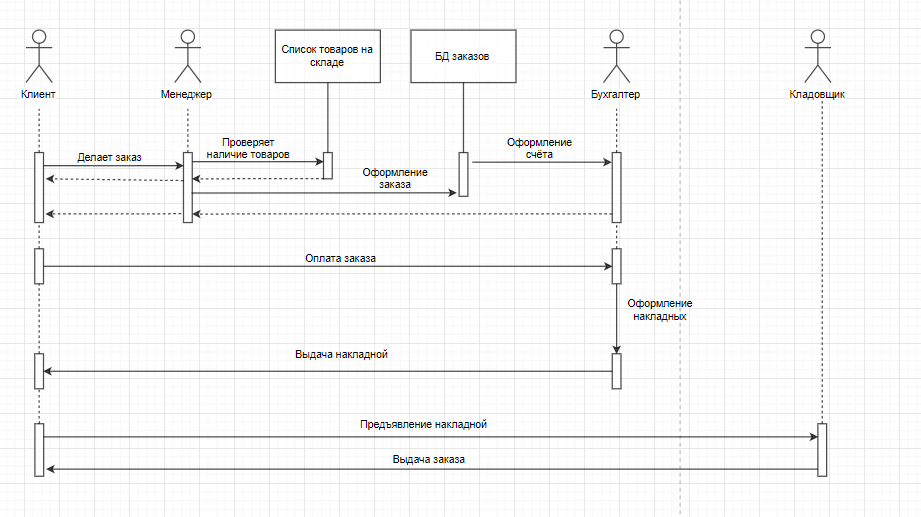 Список товаров на
складе
БД заказов
Клиент
Менеджер
Бухгалтер
Кладовщик
Делает заказ
Проверяет
наличие товаров
Оформление
счёта
Оформление
заказа
Оплата заказа
Оформление
накладных
Выдача накладной
Предъявление накладной
Выдача заказа